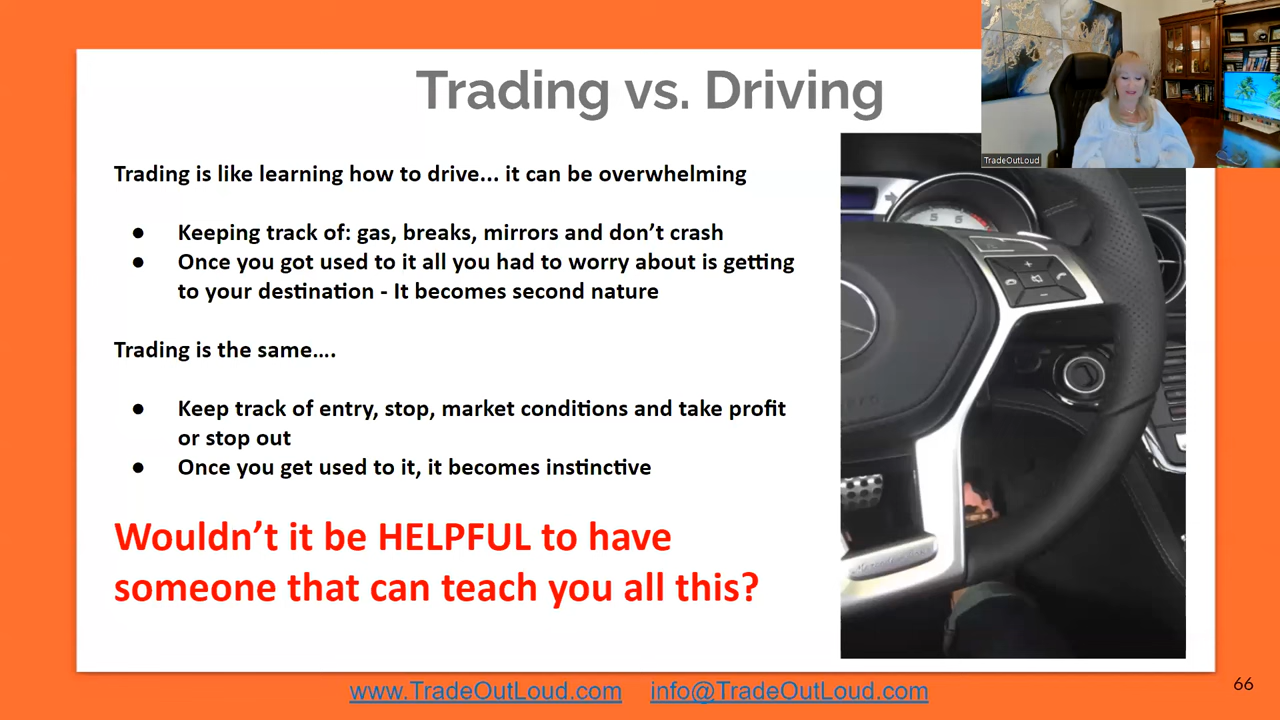 Trading vs. Driving
TradeOutLoud
Trading is like learning how to drive... it can be overwhelming
● Keeping track of: gas, breaks, mirrors and don't crash
● Once you got used to it all you had to worry about is getting
to your destination - It becomes second nature
Trading is the same....
● Keep track of entry, stop, market conditions and take profit
or stop out
● Once you get used to it, it becomes instinctive
Wouldn't it be HELPFUL to have
someone that can teach you all this?
www.TradeOutLoud.com info@TradeOutLoud.com
66